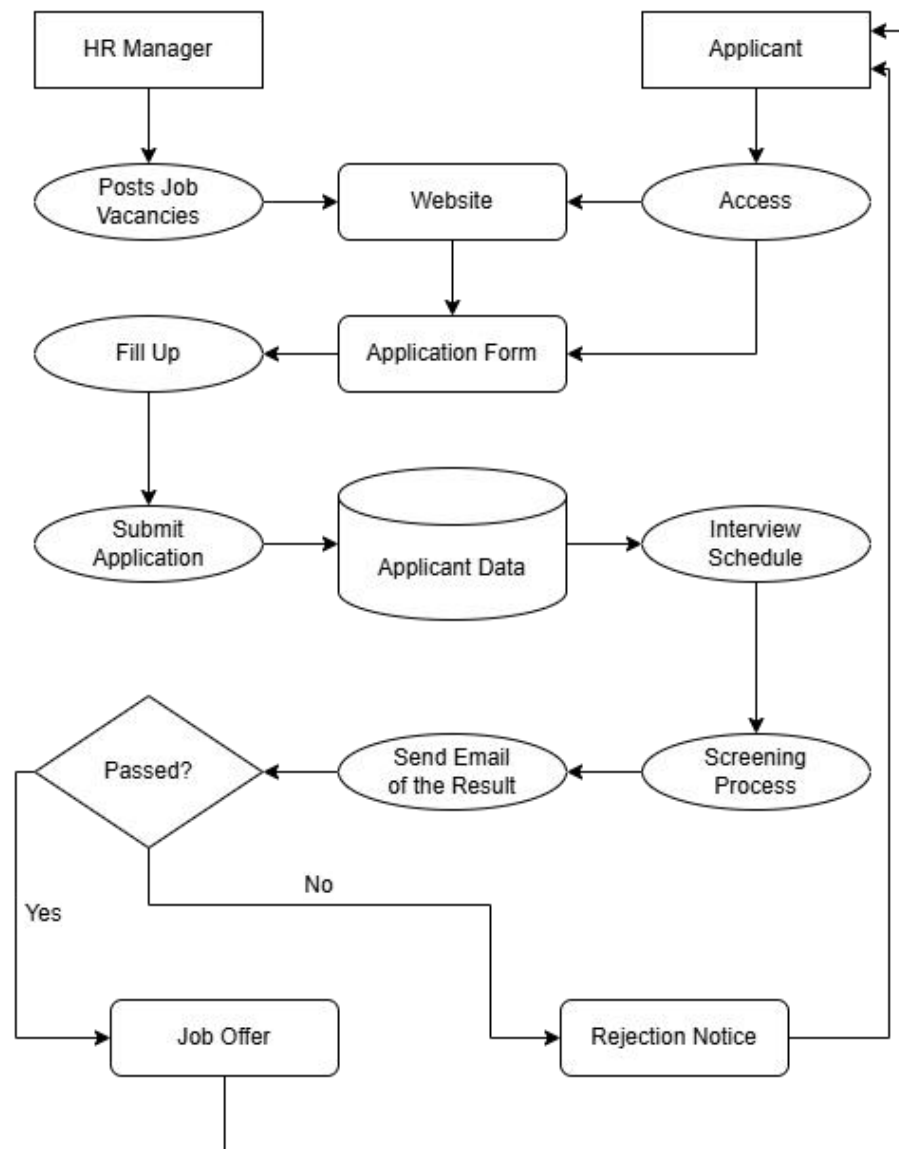 HR Manager
Applicant
Posts Job
Vacancies
Website
Access
Fill Up
Application Form
Submit
Application
Applicant Data
Interview
Schedule
Passed?
Send Email
of the Result
Screening
Process
No
Yes
Job Offer
Rejection Notice